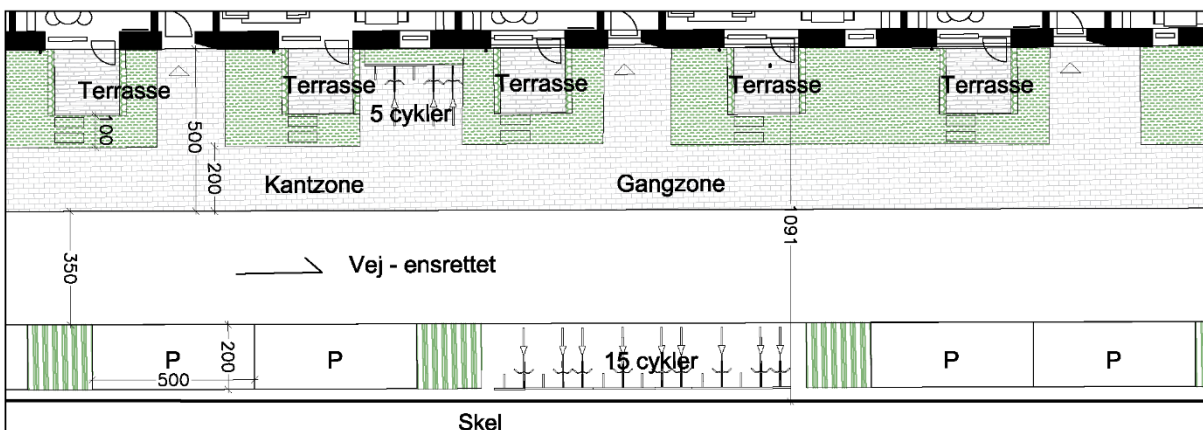 Terrasse
Terrasse
Terrasse
Terrasse
Terrasse
5 cykler
100
500
200
Kantzone
Gangzone
1091
350
Vej - ensrettet
P
500
200
P
15 cykler
P
P
Skel